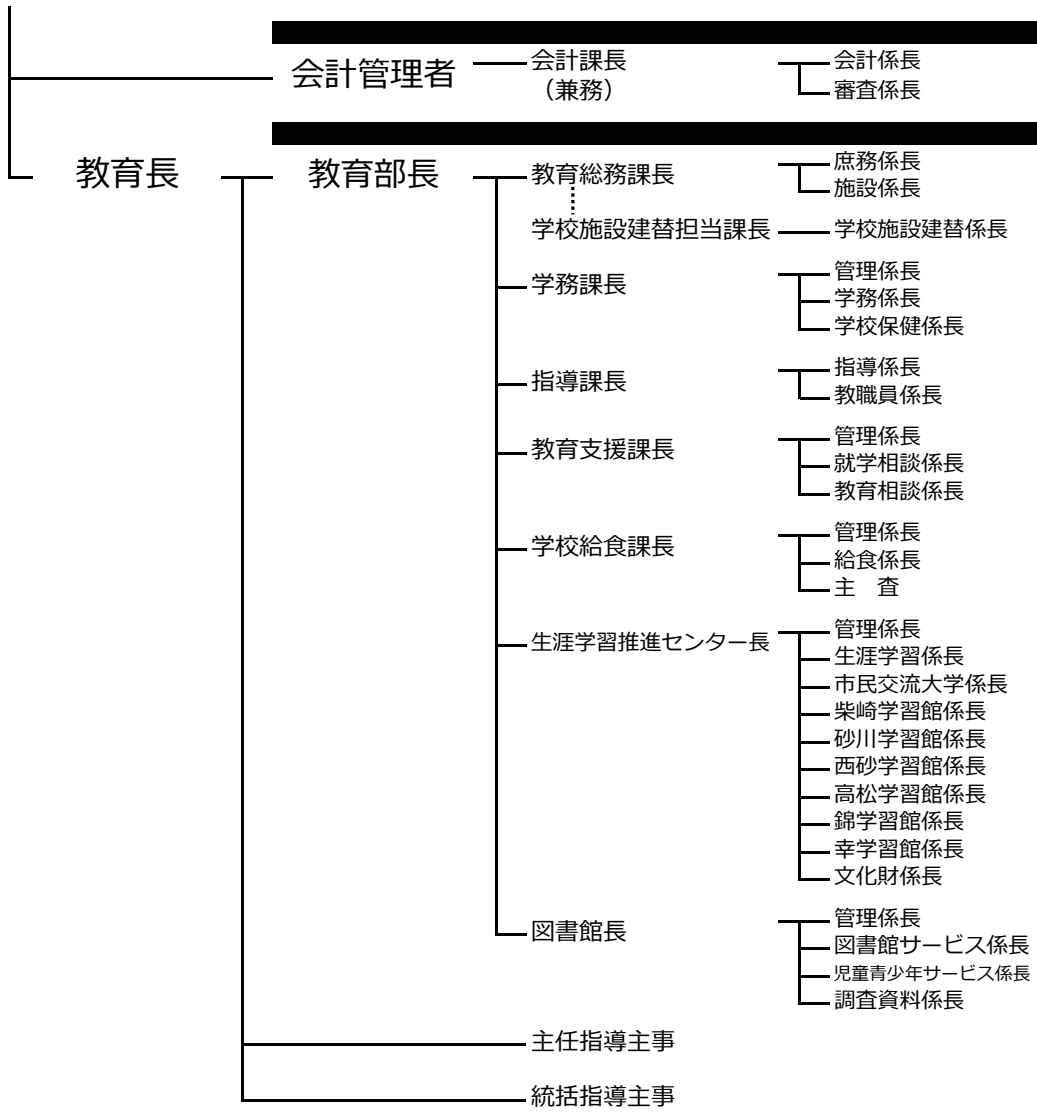 会計管理者
会計課長
（兼務）
会計係長
審査係長
教育長
教育部長
教育総務課長
庶務係長
施設係長
学校施設建替担当課長
学校施設建替係長
学務課長
管理係長
学務係長
学校保健係長
指導課長
指導係長
教職員係長
教育支援課長
管理係長
就学相談係長
教育相談係長
学校給食課長
管理係長
給食係長
主　査
生涯学習推進センター長
管理係長
生涯学習係長
市民交流大学係長
柴崎学習館係長
砂川学習館係長
西砂学習館係長
高松学習館係長
錦学習館係長
幸学習館係長
文化財係長
図書館長
管理係長
図書館サービス係長
児童青少年サービス係長
調査資料係長
主任指導主事
統括指導主事